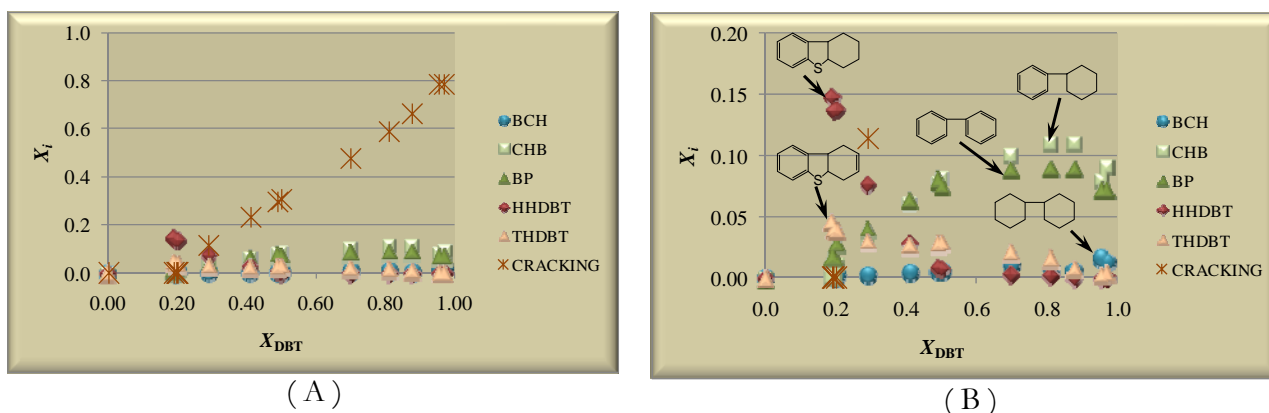 1.0
0.8
0.6
0.4
0.2
0.0
Xi
0.00 0.20 0.40 0.60 0.80 1.00
XDBT
BCH
CHB
BP
HHDBT
THDBT
CRACKING
( A )
0.20
0.15
0.10
0.05
0.00
Xi
0.0 0.2 0.4 0.6 0.8 1.0
XDBT
S
S
BCH
CHB
BP
HHDBT
THDBT
CRACKING
( B )